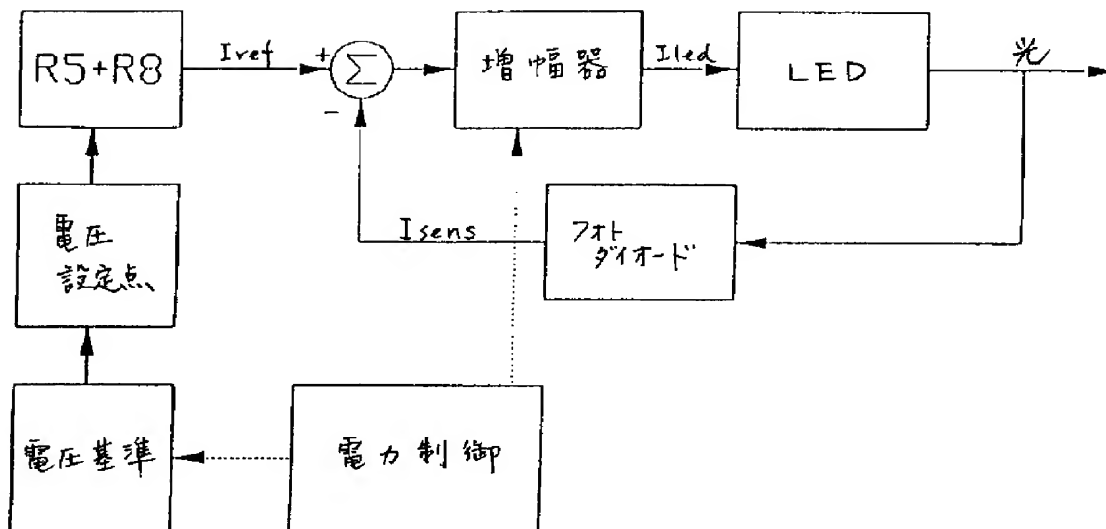 R5+R8
Iref
+
Σ
-
増幅器
Iled
LED
光
電圧
設定点
Isens
フォト
ダイオード
電圧基準
電力制御